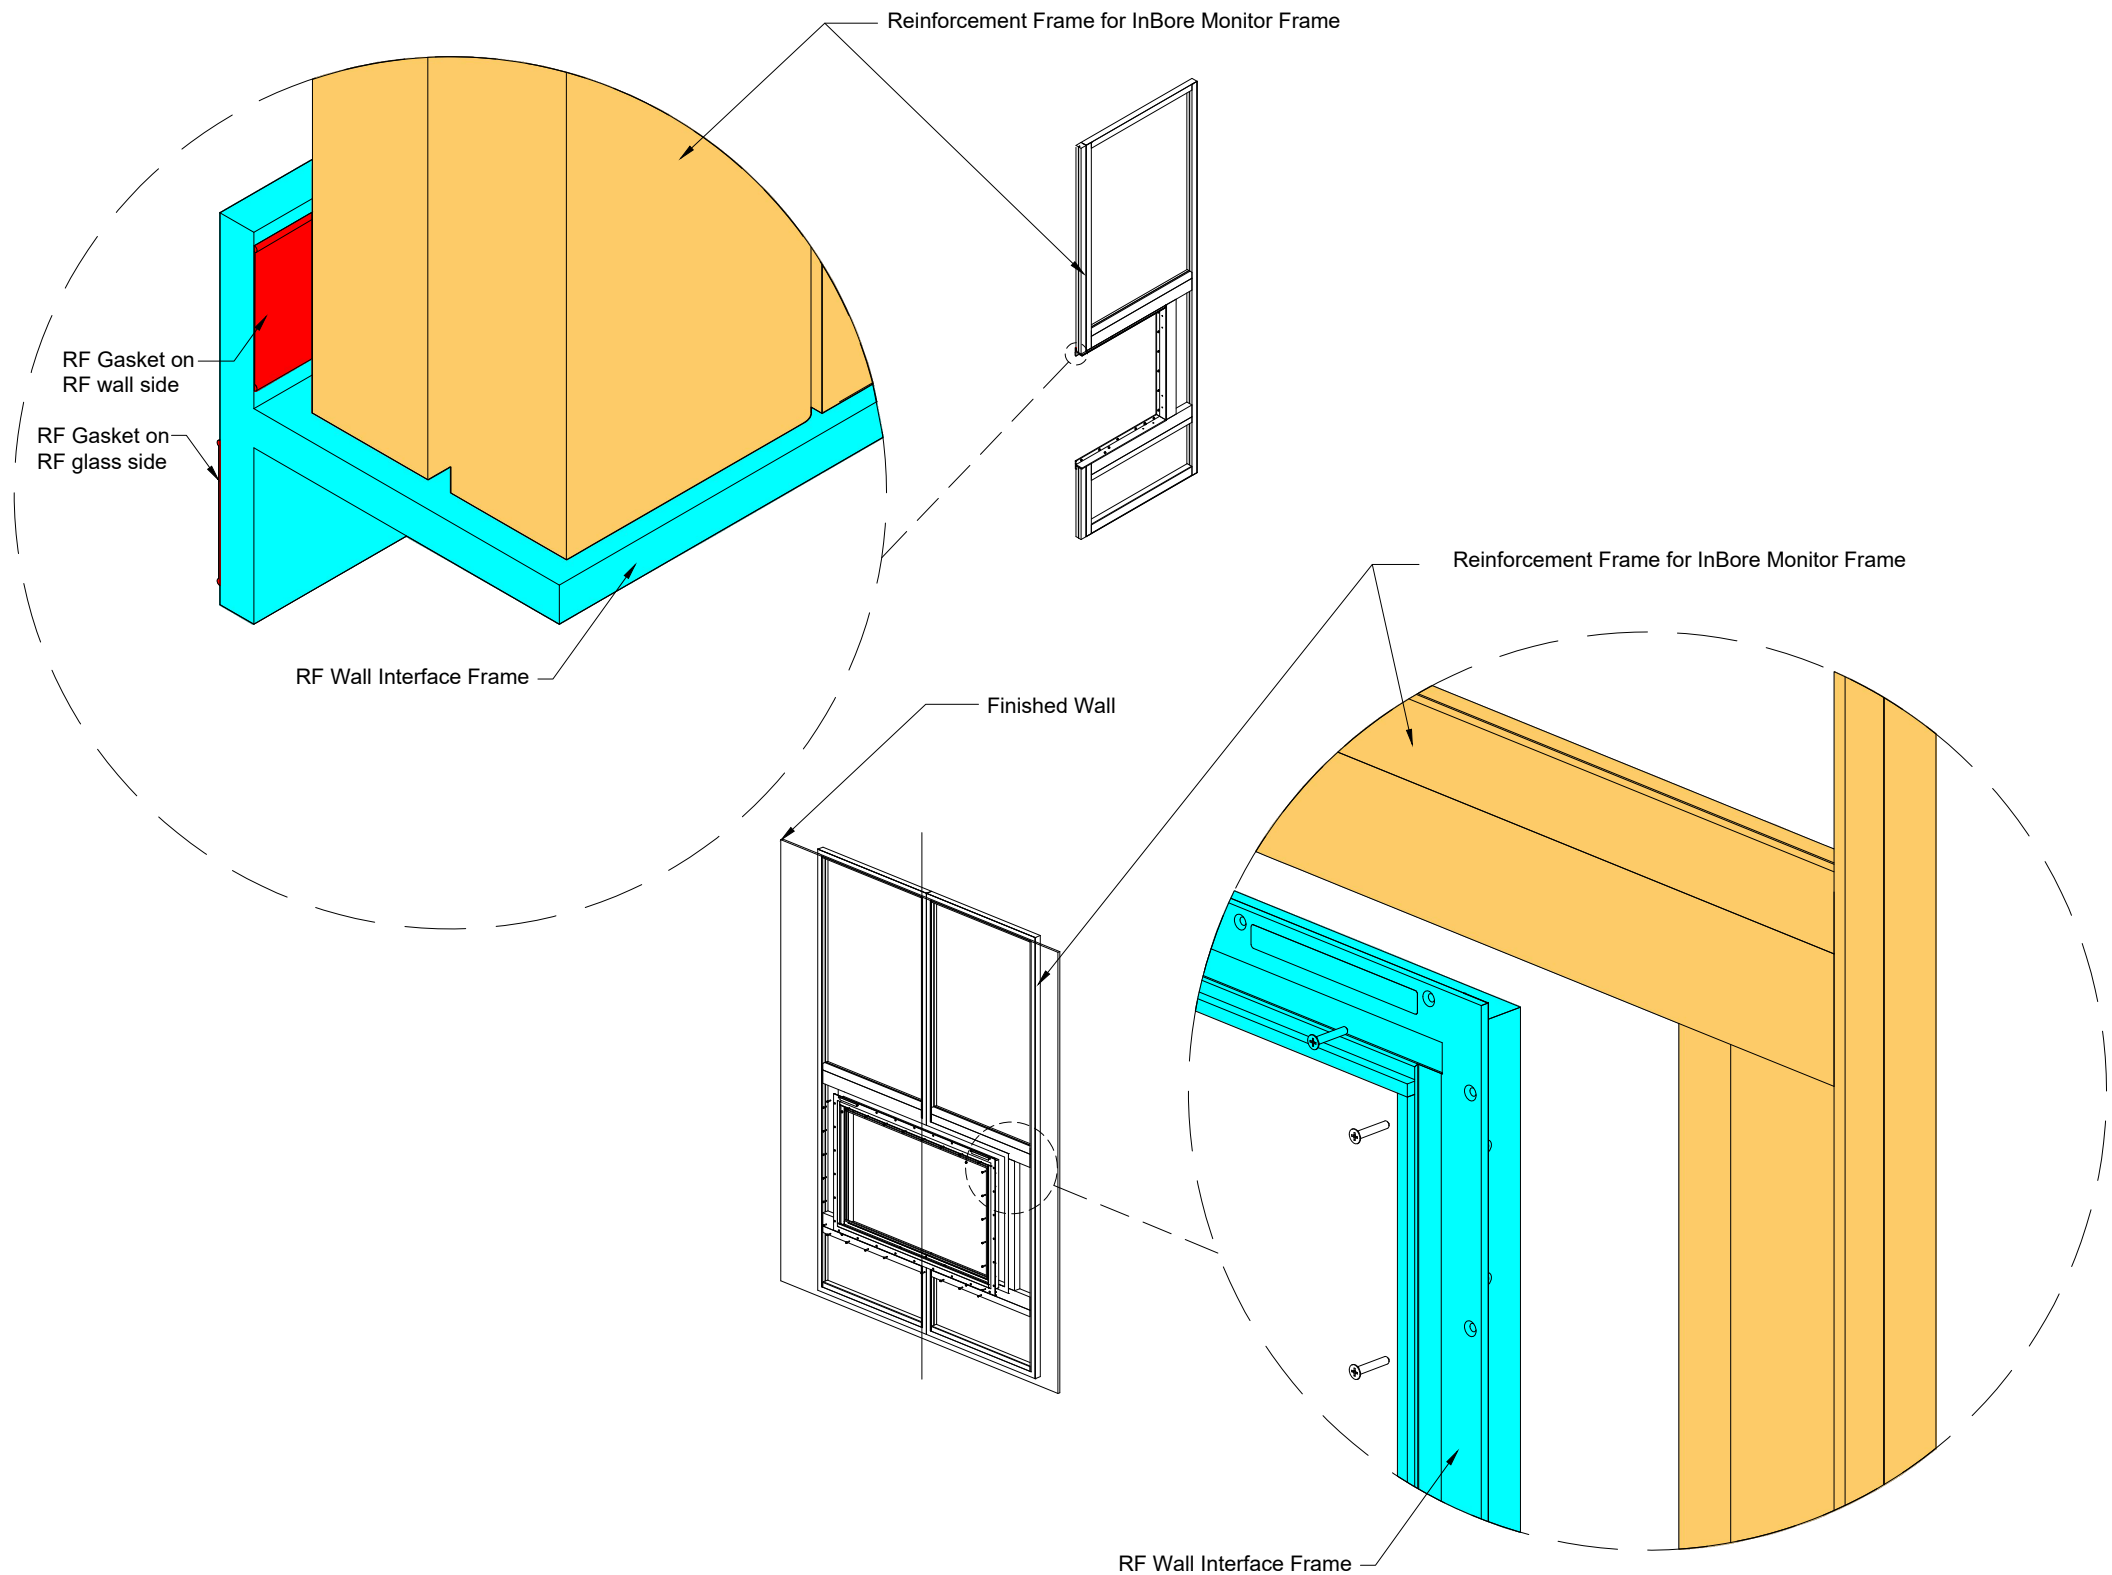 Reinforcement Frame for InBore Monitor Frame
RF Gasket on
RF wall side
RF Gasket on
RF glass side
Reinforcement Frame for InBore Monitor Frame
RF Wall Interface Frame
Finished Wall
RF Wall Interface Frame